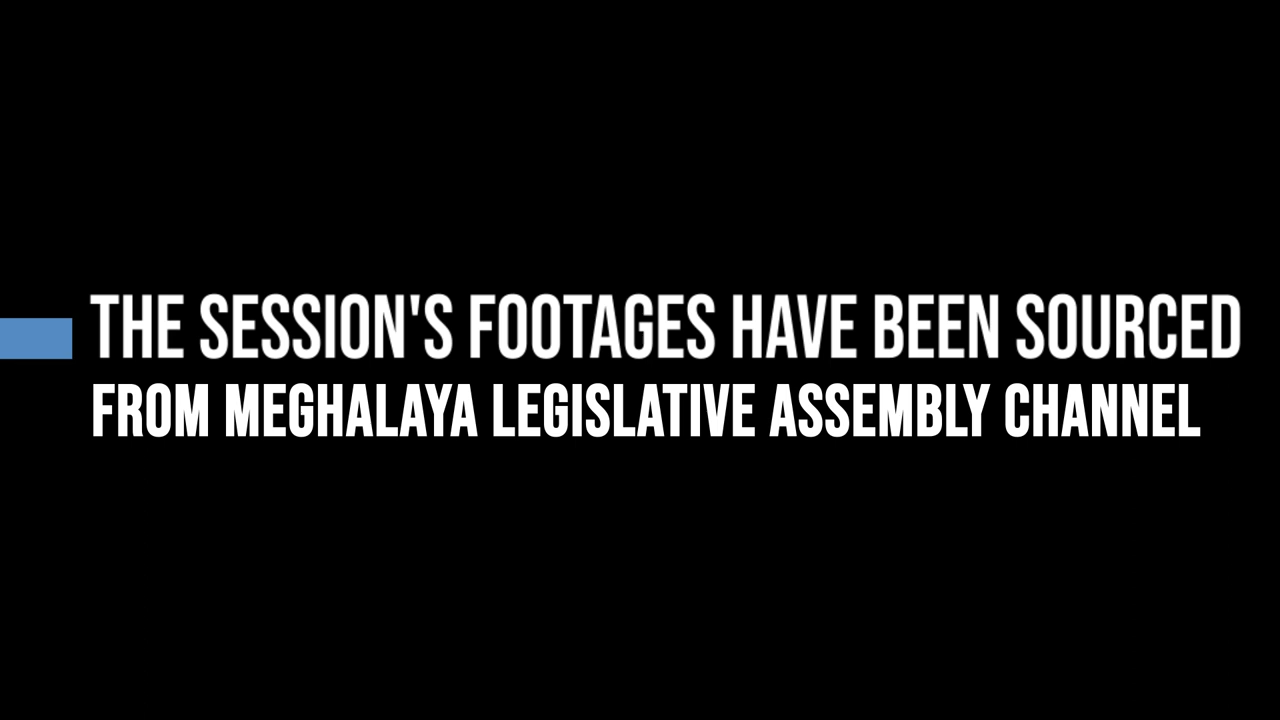 THE SESSION'S FOOTAGES HAVE BEEN SOURCED
FROM MEGHALAYA LEGISLATIVE ASSEMBLY CHANNEL